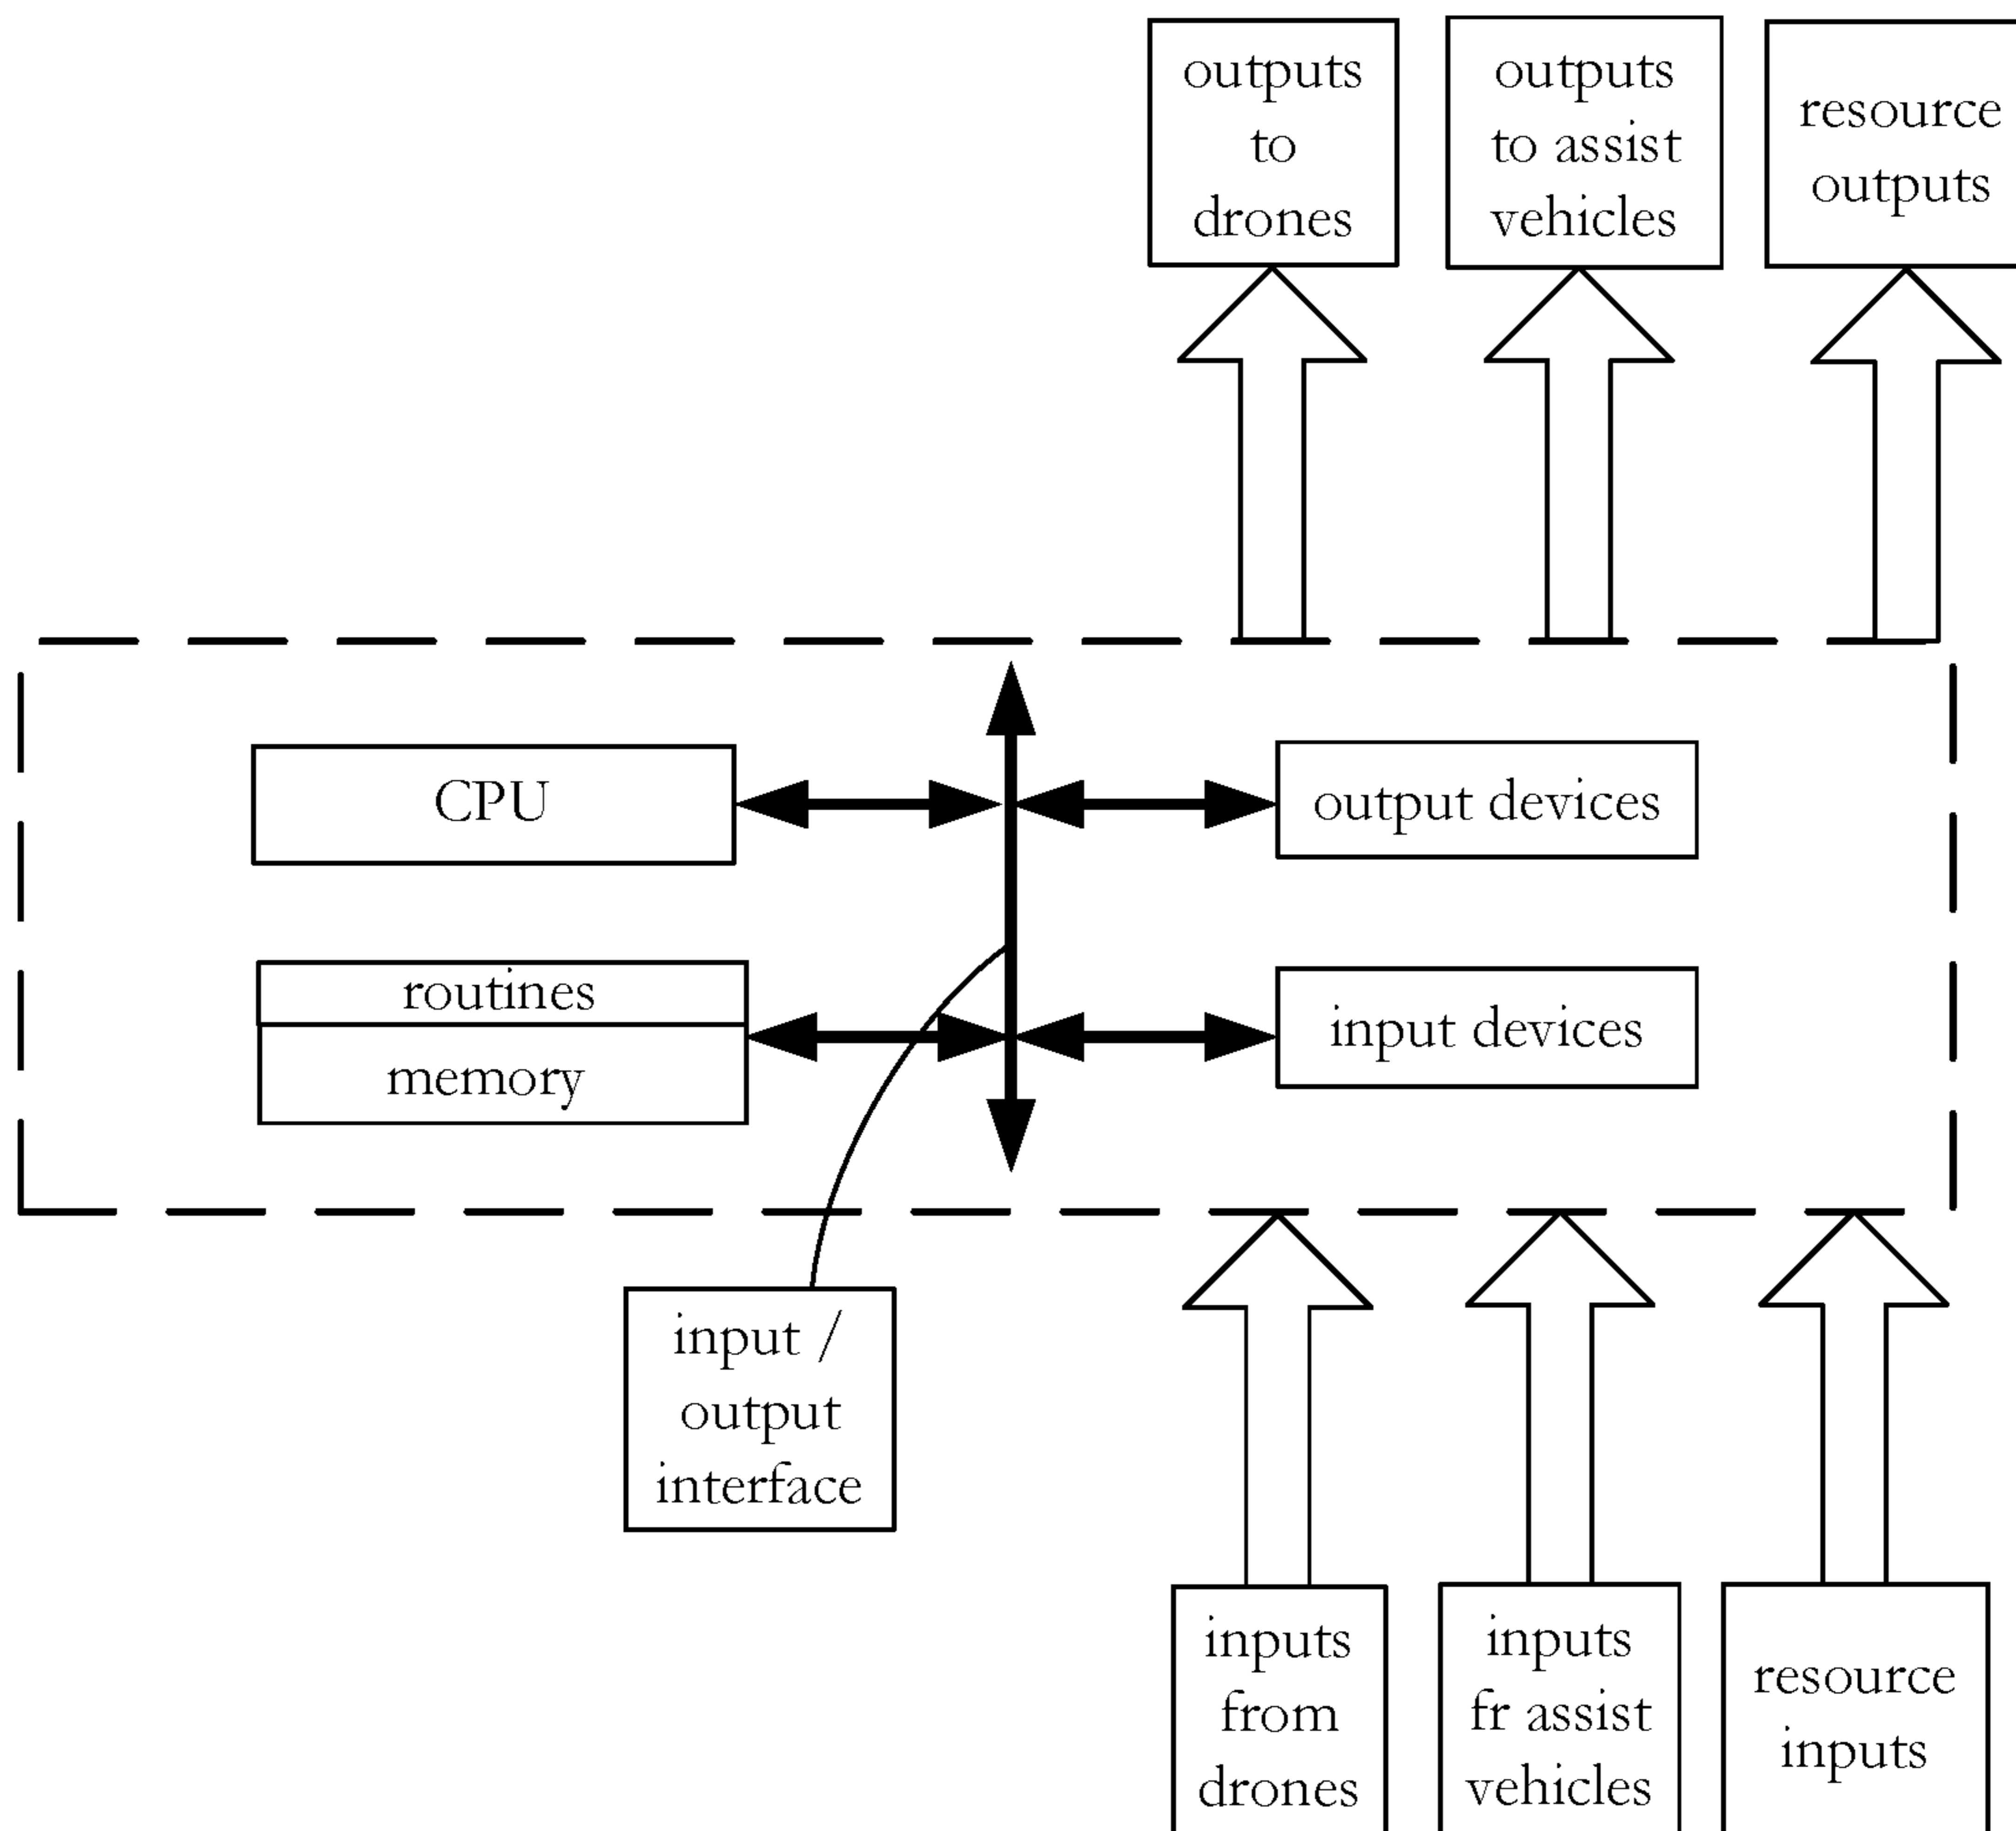 outputs
to
drones
outputs
to assist
vehicles
resource
outputs
CPU
output devices
routines
memory
input devices
input /
output
interface
inputs
from
drones
inputs
fr assist
vehicles
resource
inputs